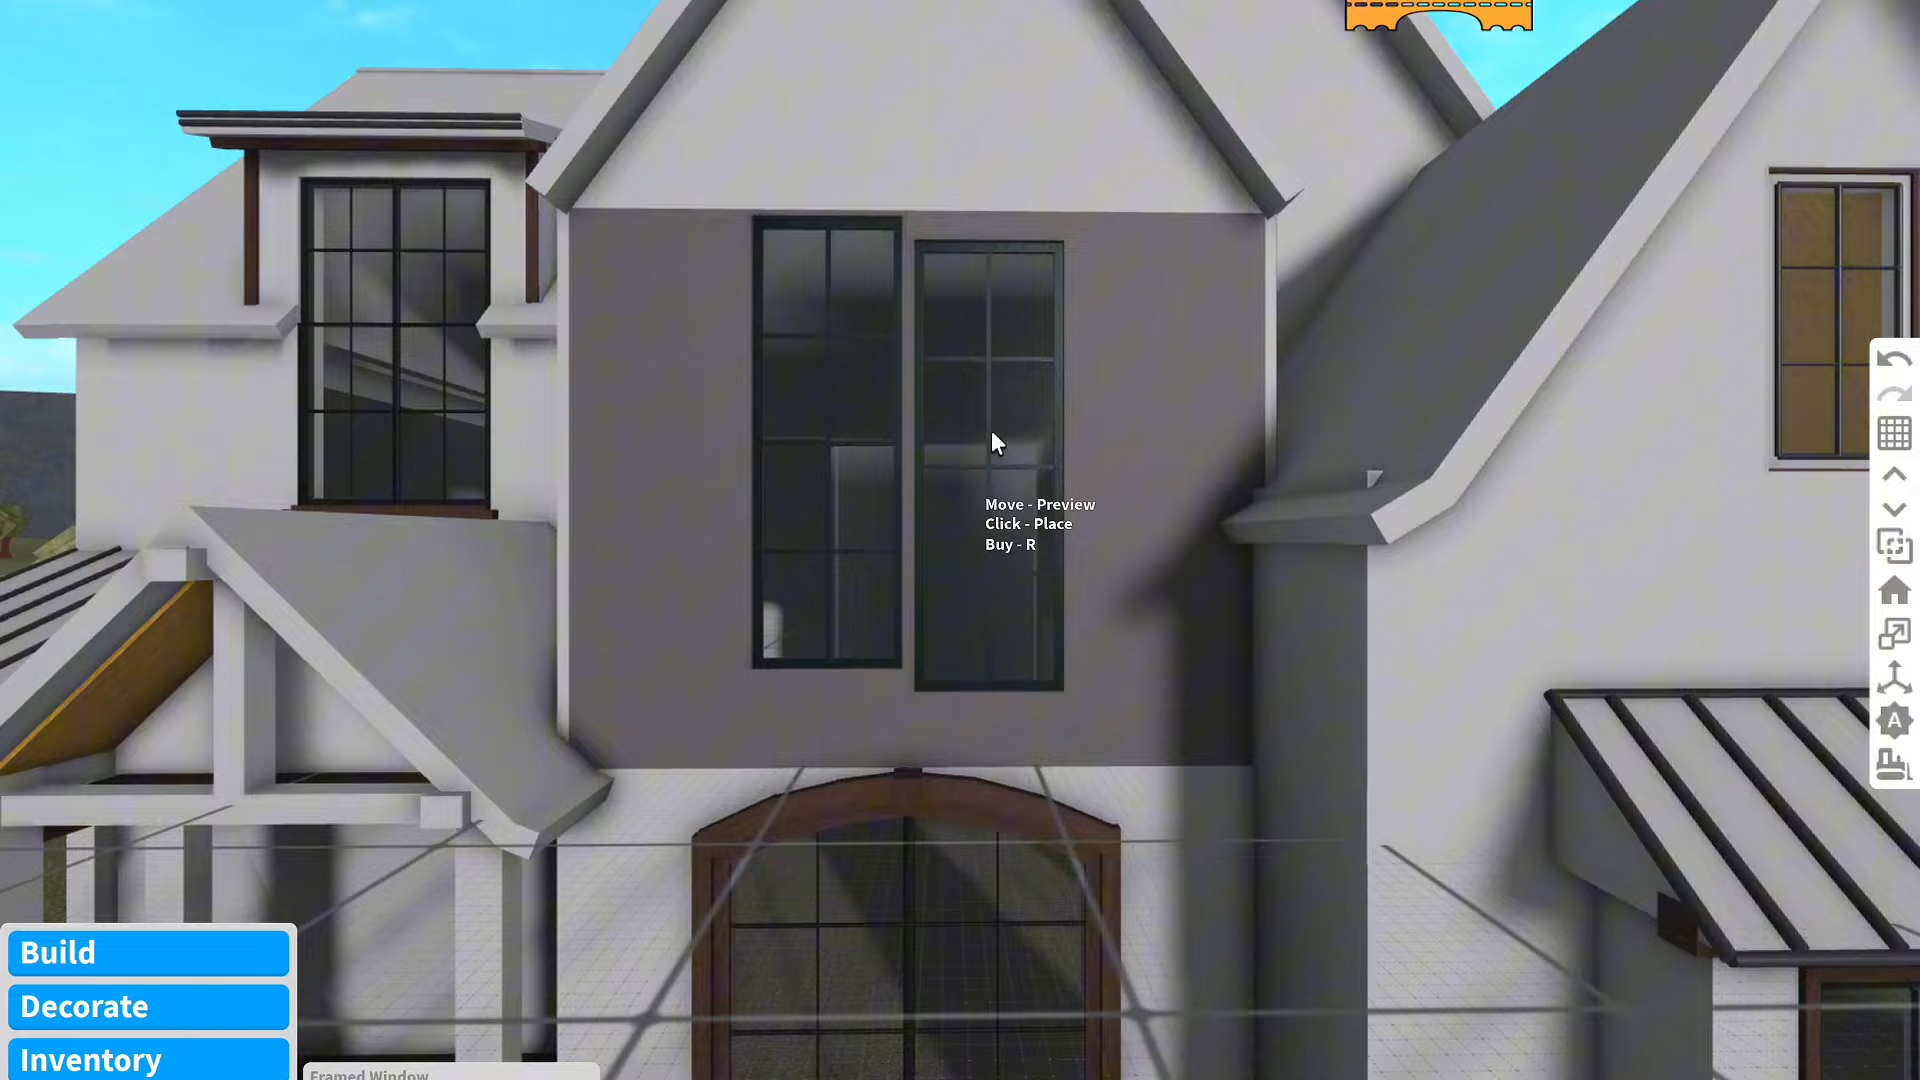 Move - Preview
Click - Place
Buy - R
A
Build
Decorate
Inventory
Framed Window